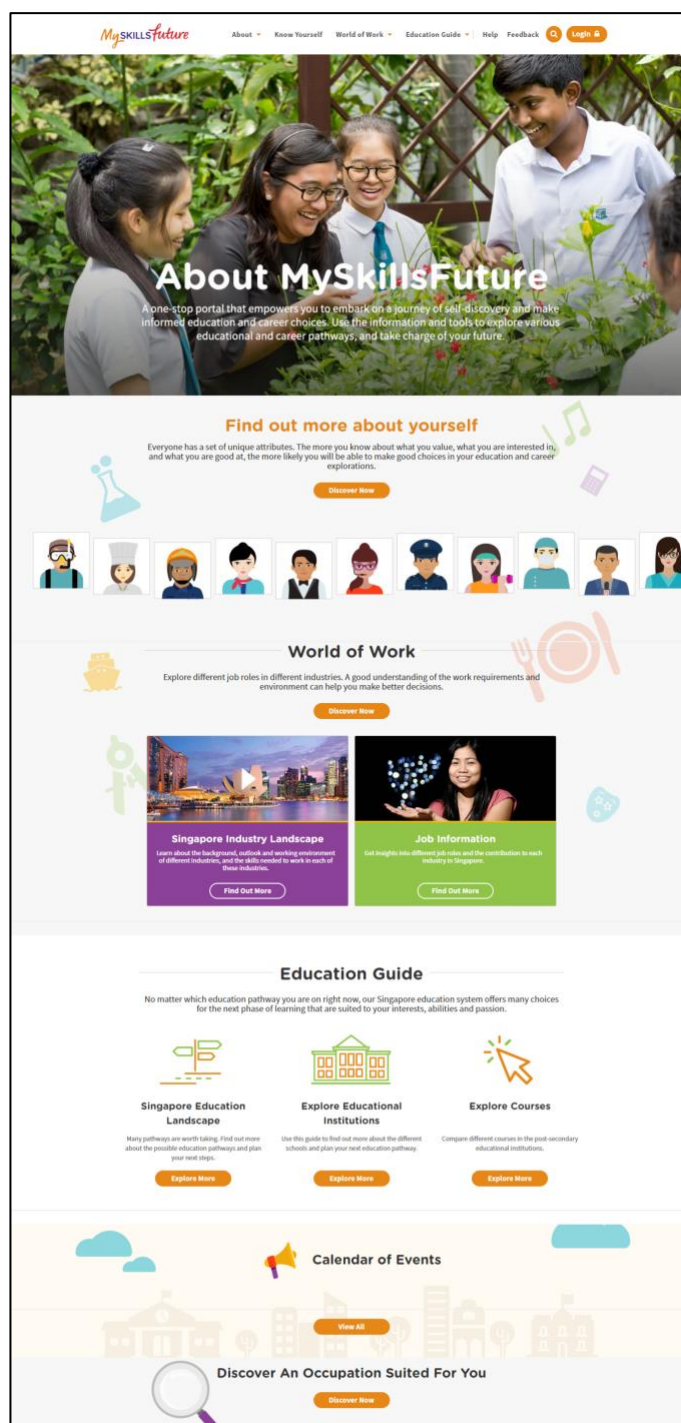 MySKILLSfuture
About Know Yourself World of Work Education Guide Help Feedback Login
About MySkillsFuture
A one-stop portal that empowers you to embark on a journey of self-discovery and make
informed education and career choices. Use the information and tools to explore various
educational and career pathways, and take charge of your future.
Find out more about yourself
Everyone has a set of unique attributes. The more you know about what you value, what you are interested in,
and what you are good at, the more likely you will be able to make good choices in your education and career
explorations.
Discover Now
World of Work
Explore different job roles in different industries. A good understanding of the work requirements and
environment can help you make better decisions.
Discover Now
Singapore Industry Landscape
Learn about the background, outlook and working environment
of different industries, and the skills needed to work in each of
these industries.
Find Out More
Job Information
Get insights into different job roles and the contribution to each
industry in Singapore.
Find Out More
Education Guide
No matter which education pathway you are on right now, our Singapore education system offers many choices
for the next phase of learning that are suited to your interests, abilities and passion.
Singapore Education
Landscape
Many pathways are worth taking. Find out more
about the possible education pathways and plan
your next steps.
Explore More
Explore Educational
Institutions
Use this guide to find out more about the different
schools and plan your next education pathway.
Explore More
Explore Courses
Compare different courses in the post-secondary
educational institutions.
Explore More
Calendar of Events
View All
Discover An Occupation Suited For You
Discover Now